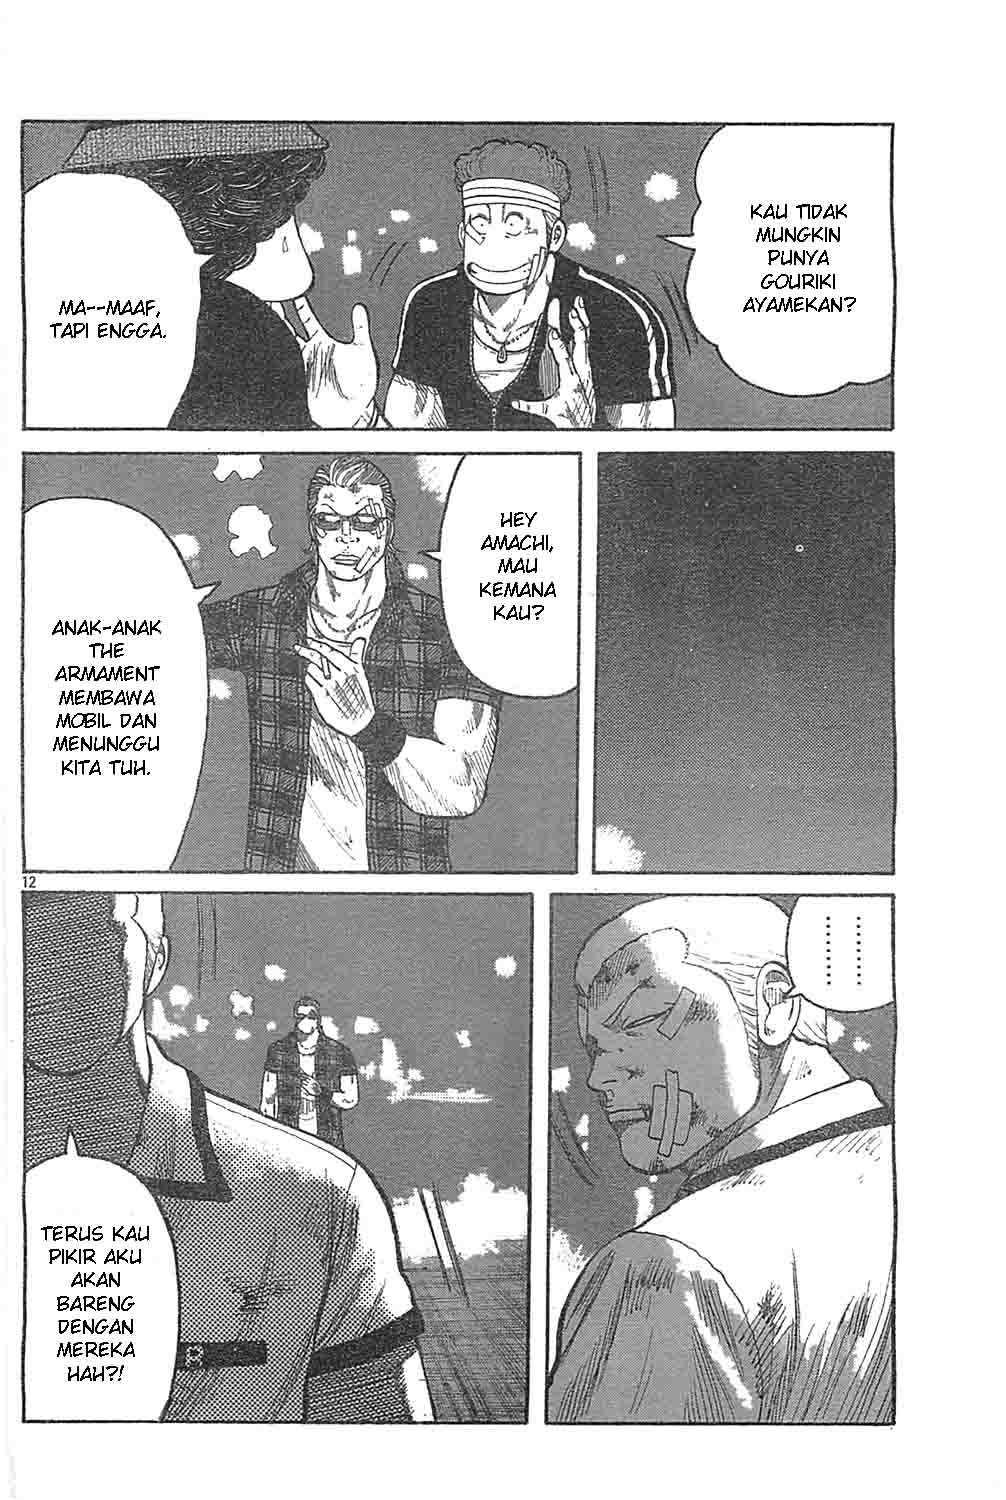 KAU TIDAK
MUNGKIN
PUNYA
GOURIKI
AYAMEKAN?
MA--MAAF,
TAPI ENGGA.
HEY
AMACHI,
MAU
KEMANA
KAU?
ANAK-ANAK
THE
ARMAMENT
MEMBAWA
MOBIL DAN
MENUNGGU
KITA TUH.
12
..........
TERUS KAU
PIKIR AKU
AKAN
BARENG
DENGAN
MEREKA
HAH?!